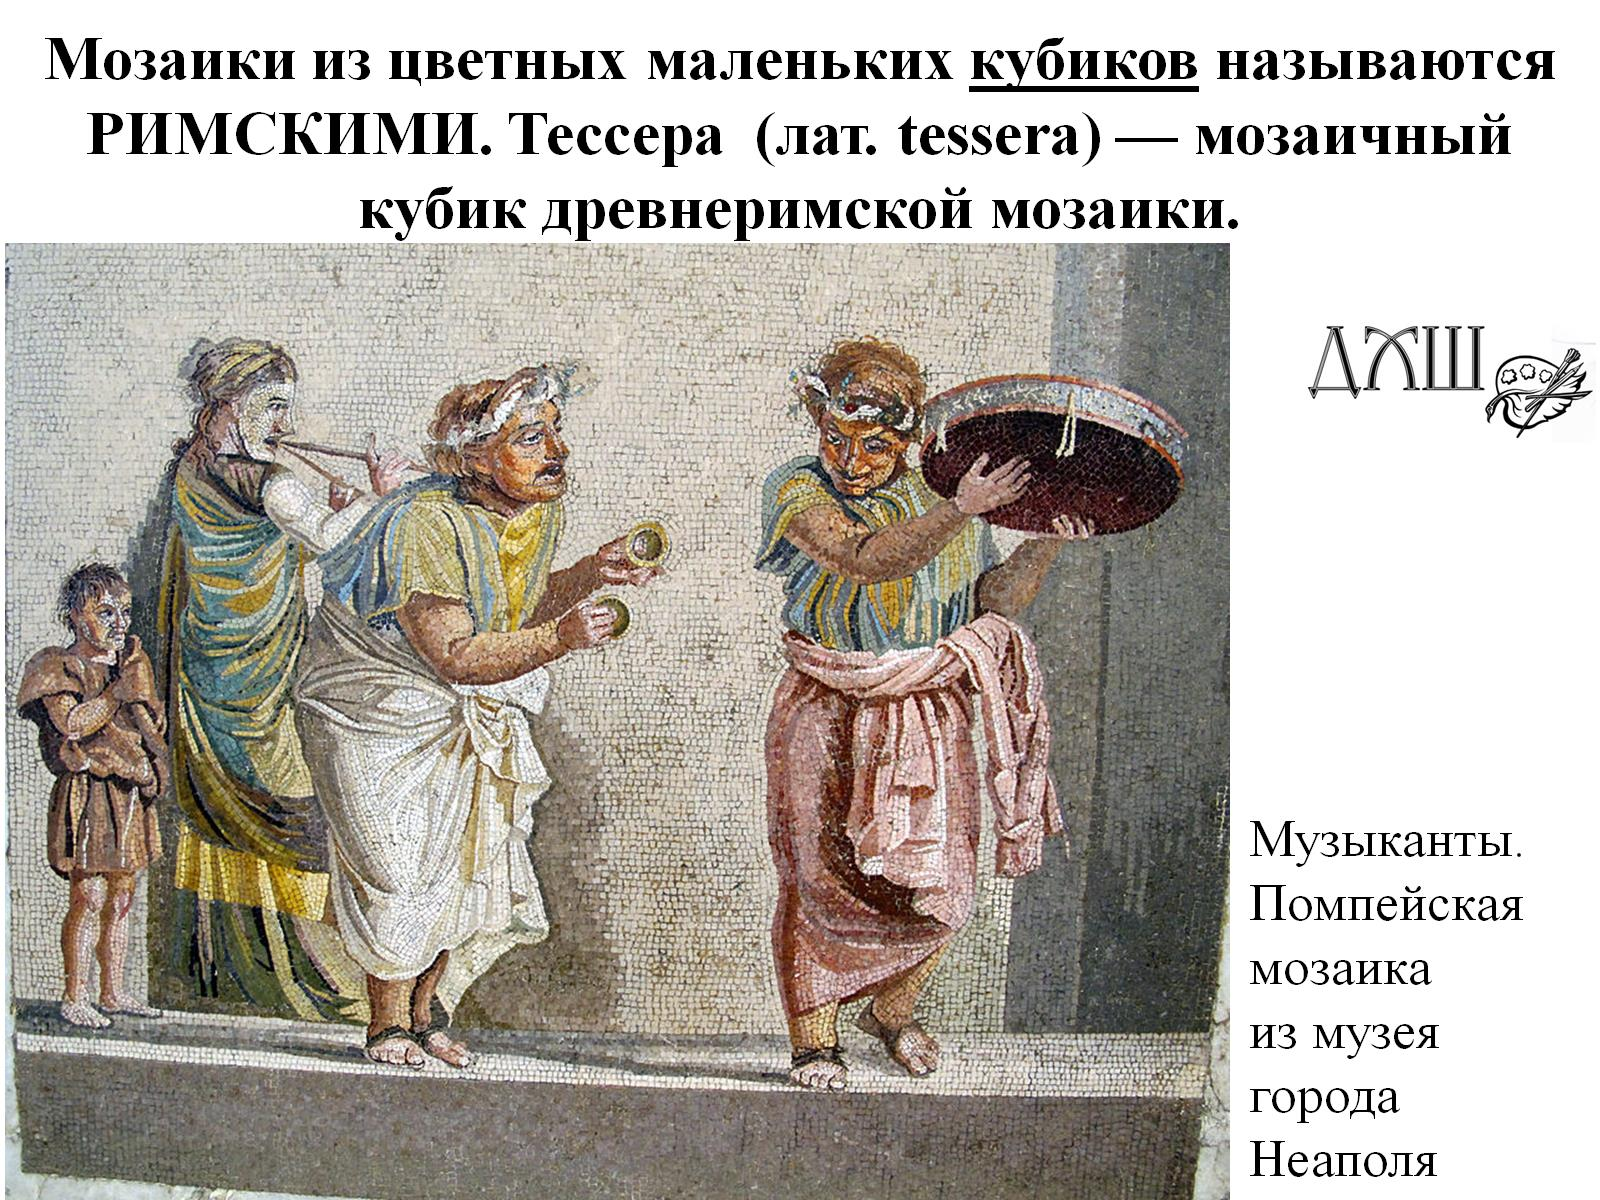 Мозаики из цветных маленьких кубиков называются
РИМСКИМИ. Тессера (лат. tessera) — мозаичный
кубик древнеримской мозаики.
ДХШ
Музыканты.
Помпейская
мозаика
из музея
города
Неаполя